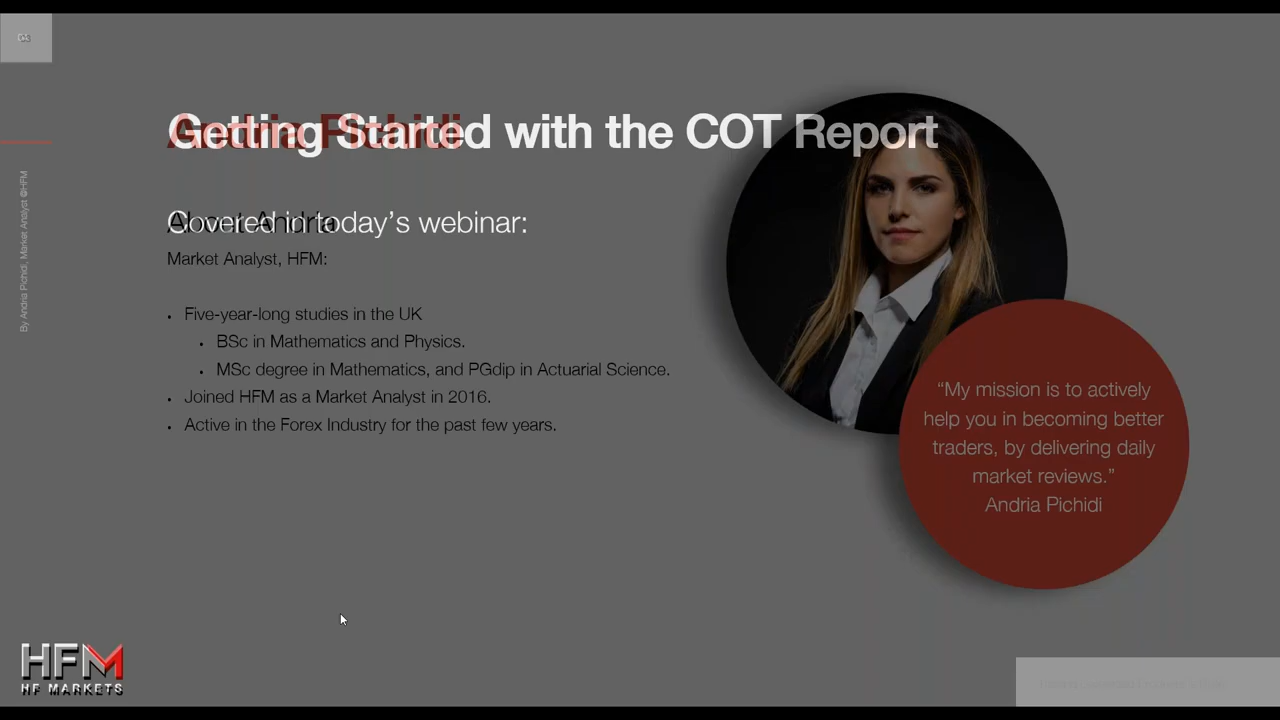 Andria Pichidi
Getting Started with the COT Report
About Andria
Covered in today's webinar:
Market Analyst, HFM:
• Five-year-long studies in the UK
• BSc in Mathematics and Physics.
• MSc degree in Mathematics, and PGdip in Actuarial Science.
• Joined HFM as a Market Analyst in 2016.
• Active in the Forex Industry for the past few years.
“My mission is to actively
help you in becoming better
traders, by delivering daily
market reviews.”
Andria Pichidi
By Andria Pichidi, Market Analyst @HFM
HFM
HF MARKETS